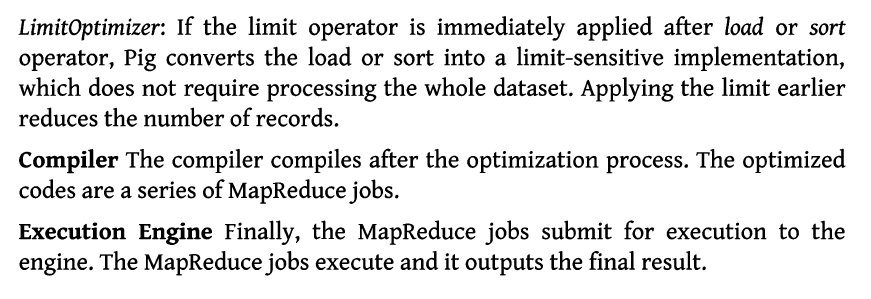 LimitOptimizer: If the limit operator is immediately applied after load or sort
operator, Pig converts the load or sort into a limit-sensitive implementation,
which does not require processing the whole dataset. Applying the limit earlier
reduces the number of records.
Compiler The compiler compiles after the optimization process. The optimized
codes are a series of MapReduce jobs.
Execution Engine Finally, the MapReduce jobs submit for execution to the
engine. The MapReduce jobs execute and it outputs the final result.